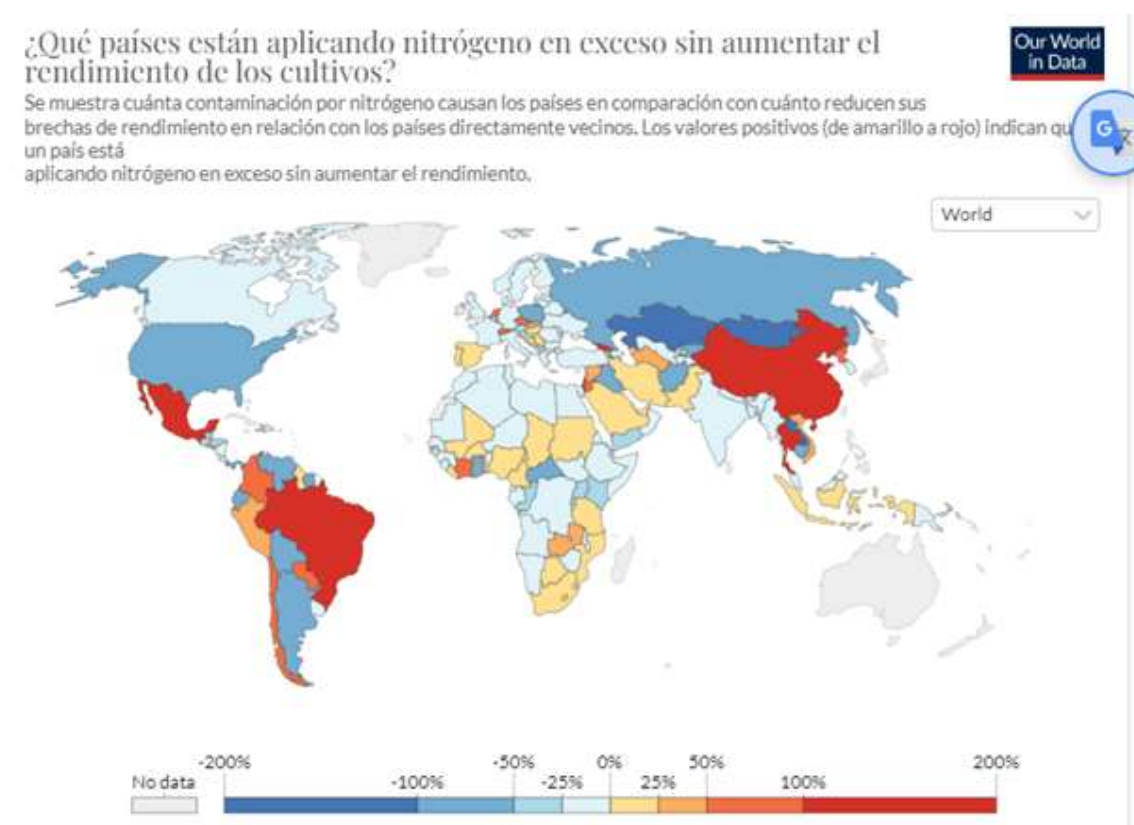 ¿Qué países están aplicando nitrógeno en exceso sin aumentar el
rendimiento de los cultivos?
Our World
in Data
Se muestra cuánta contaminación por nitrógeno causan los países en comparación con cuánto reducen sus
brechas de rendimiento en relación con los países directamente vecinos. Los valores positivos (de amarillo a rojo) indican qu
un país está
aplicando nitrógeno en exceso sin aumentar el rendimiento.
G
World
-200% -50% 0% 50% 200%
No data -100% -25% 25% 100%